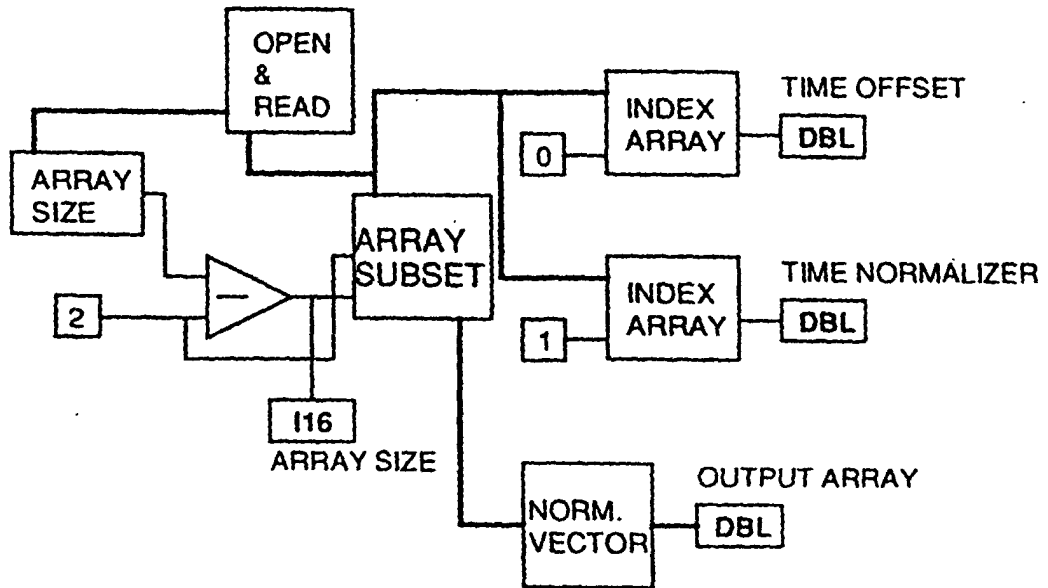 OPEN
&
READ
TIME OFFSET
INDEX
ARRAY
DBL
0
ARRAY
SIZE
ARRAY
SUBSET
TIME NORMALIZER
INDEX
ARRAY
DBL
2
–
1
I16
ARRAY SIZE
OUTPUT ARRAY
NORM.
VECTOR
DBL